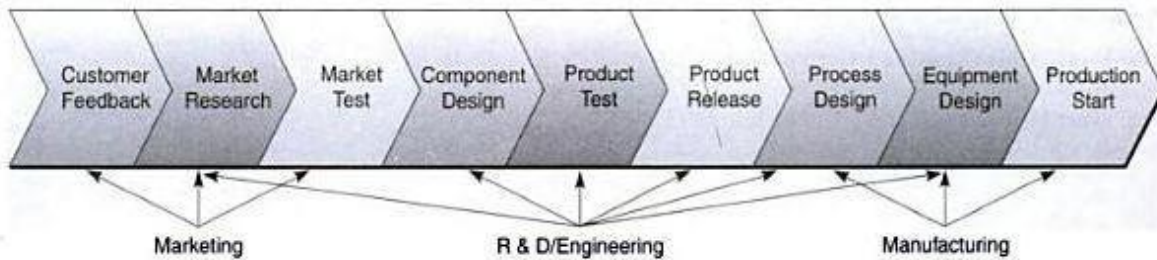 Customer
Feedback
Market
Research
Market
Test
Component
Design
Product
Test
Product
Release
Process
Design
Equipment
Design
Production
Start
Marketing
R & D/Engineering
Manufacturing